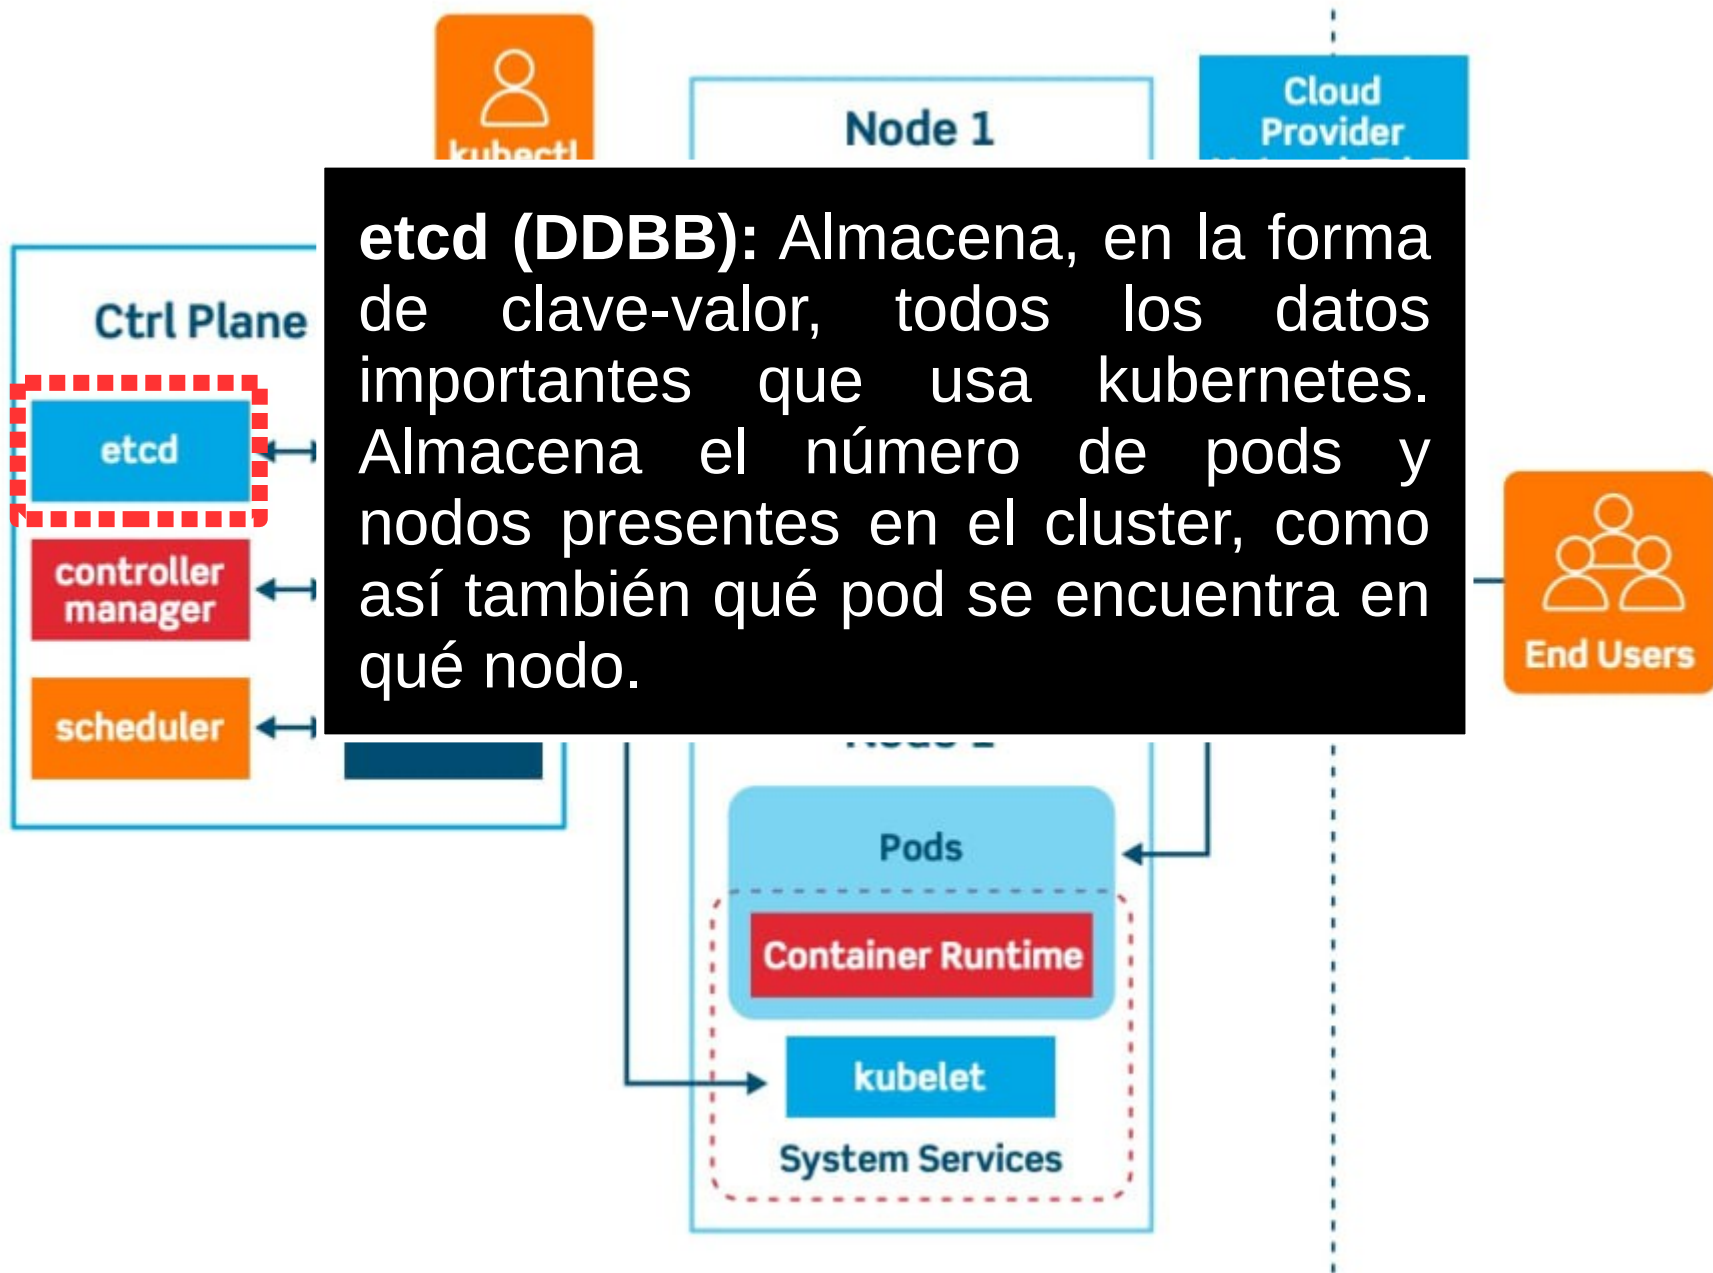 kubectl
Node 1
Cloud
Provider
etcd (DDBB): Almacena, en la forma
de clave-valor, todos los datos
importantes que usa kubernetes.
Almacena el número de pods y
nodos presentes en el cluster, como
así también qué pod se encuentra en
qué nodo.
Ctrl Plane
etcd
controller
manager
scheduler
End Users
Pods
Container Runtime
kubelet
System Services